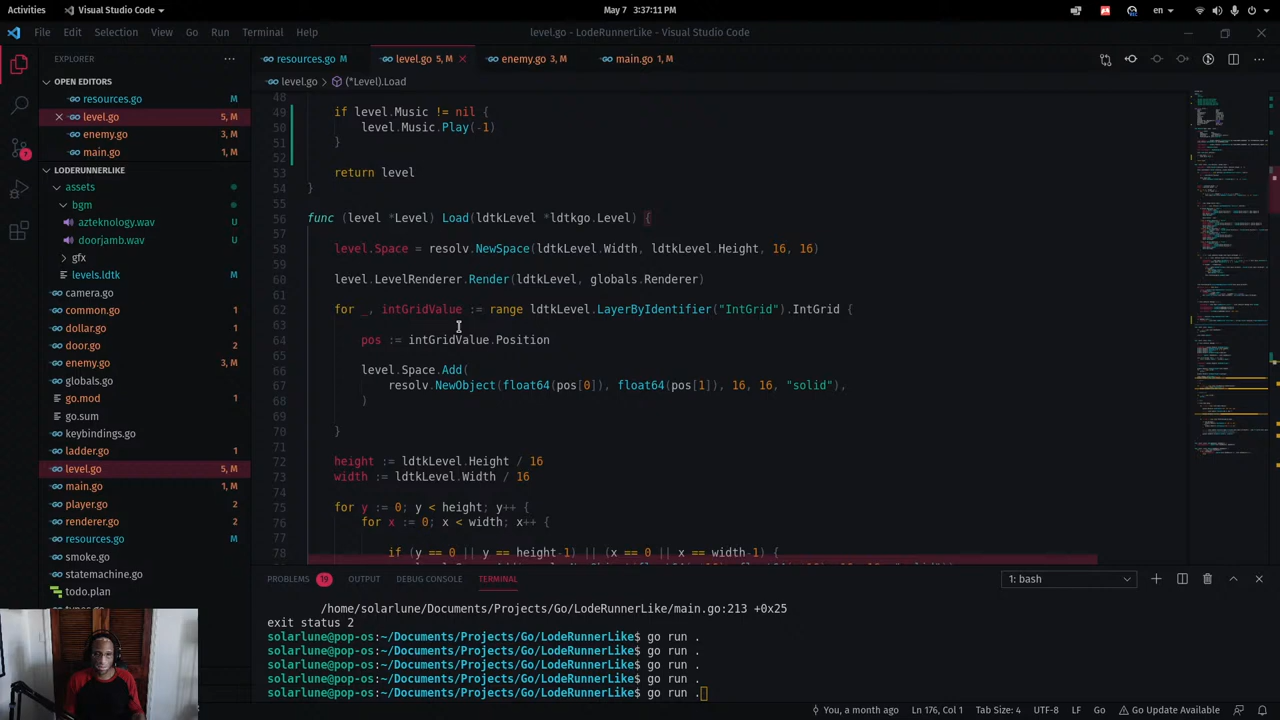 Activities
Visual Studio Code
May 7 3:37:11 PM
en
File Edit Selection View Go Run Terminal Help
level.go - LodeRunnerLike - Visual Studio Code
EXPLORER
OPEN EDITORS
resources.go M
level.go 5, M
enemy.go 3, M
main.go 1, M
LODERUNNERLIKE
assets
bgm
azteknology.wav U
doorjamb.wav U
gfx
levels.ldtk M
camera.go
common.go 1
dollar.go 1
door.go 2
enemy.go 3, M
globals.go
go.mod 4
go.sum
keybindings.go
ladder.go 1
level.go 5, M
main.go 1, M
player.go 2
renderer.go 2
resources.go M
smoke.go
statemachine.go
todo.plan
resources.go M level.go 5, M enemy.go 3, M main.go 1, M
level.go > (*Level).Load
48
49 if level.Music != nil {
50 level.Music.Play(-1)
51 }
52
53 return level
54 }
55
56 func (level *Level) Load(ldtkLevel *ldtkgo.Level) {
57
58 level.Space = resolv.NewSpace(ldtkLevel.Width, ldtkLevel.Height, 16, 16)
59
60 level.LevelRenderer.Render(ldtkLevel, globals.Renderer)
61
62 for _, intGridValue := range ldtkLevel.LayerByIdentifier("IntGrid").IntGrid {
63
64 pos := intGridValue.Position
65
66 level.Space.Add(
67 resolv.NewObject(float64(pos[0]), float64(pos[1]), 16, 16, "solid"),
68 )
69
70
71
72 height := ldtkLevel.Height / 16
73 width := ldtkLevel.Width / 16
74
75 for y := 0; y < height; y++ {
76 for x := 0; x < width; x++ {
77
78 if (y == 0 || y == height-1) || (x == 0 || x == width-1) {
PROBLEMS 19 OUTPUT DEBUG CONSOLE TERMINAL
1: bash
/home/solarlune/Documents/Projects/Go/LodeRunnerLike/main.go:213 +0x25
exit status 2
solarlune@pop-os:~/Documents/Projects/Go/LodeRunnerLike$ go run .
solarlune@pop-os:~/Documents/Projects/Go/LodeRunnerLike$ go run .
solarlune@pop-os:~/Documents/Projects/Go/LodeRunnerLike$ go run .
solarlune@pop-os:~/Documents/Projects/Go/LodeRunnerLike$ go run .
solarlune@pop-os:~/Documents/Projects/Go/LodeRunnerLike$ go run .
You, a month ago Ln 176, Col 1 Tab Size: 4 UTF-8 LF Go Go Update Available